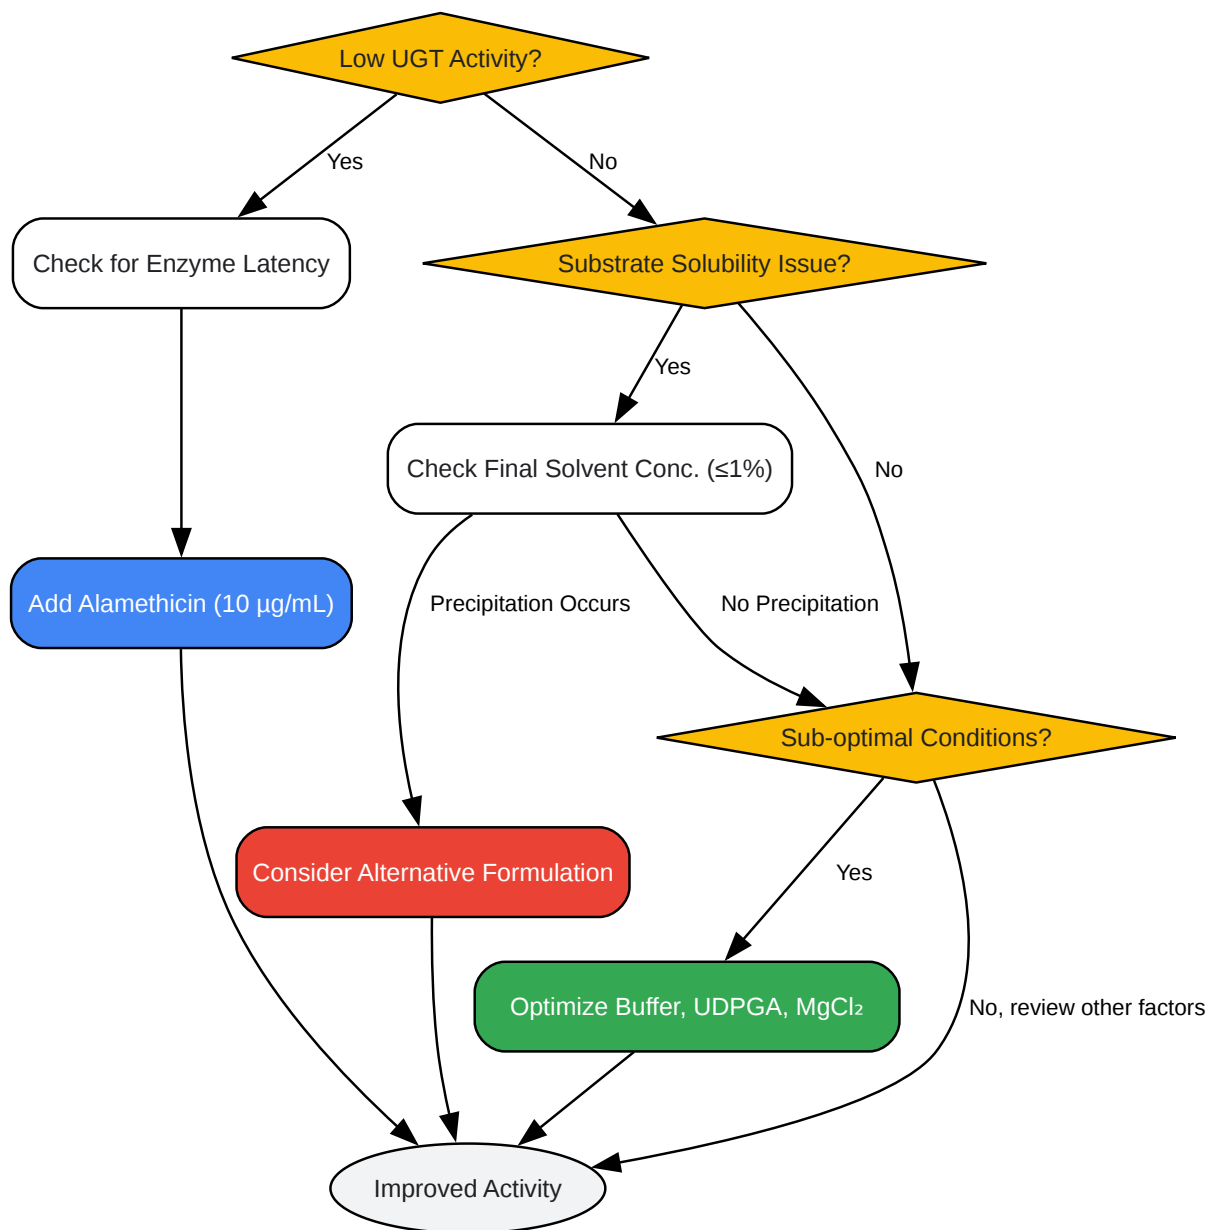 Low UGT Activity?
Yes
No
Check for Enzyme Latency
Substrate Solubility Issue?
Yes
Check Final Solvent Conc. (≤1%)
No
Add Alamethicin (10 µg/mL)
Precipitation Occurs
No Precipitation
Sub-optimal Conditions?
Consider Alternative Formulation
Yes
Optimize Buffer, UDPGA, MgCl₂
No, review other factors
Improved Activity